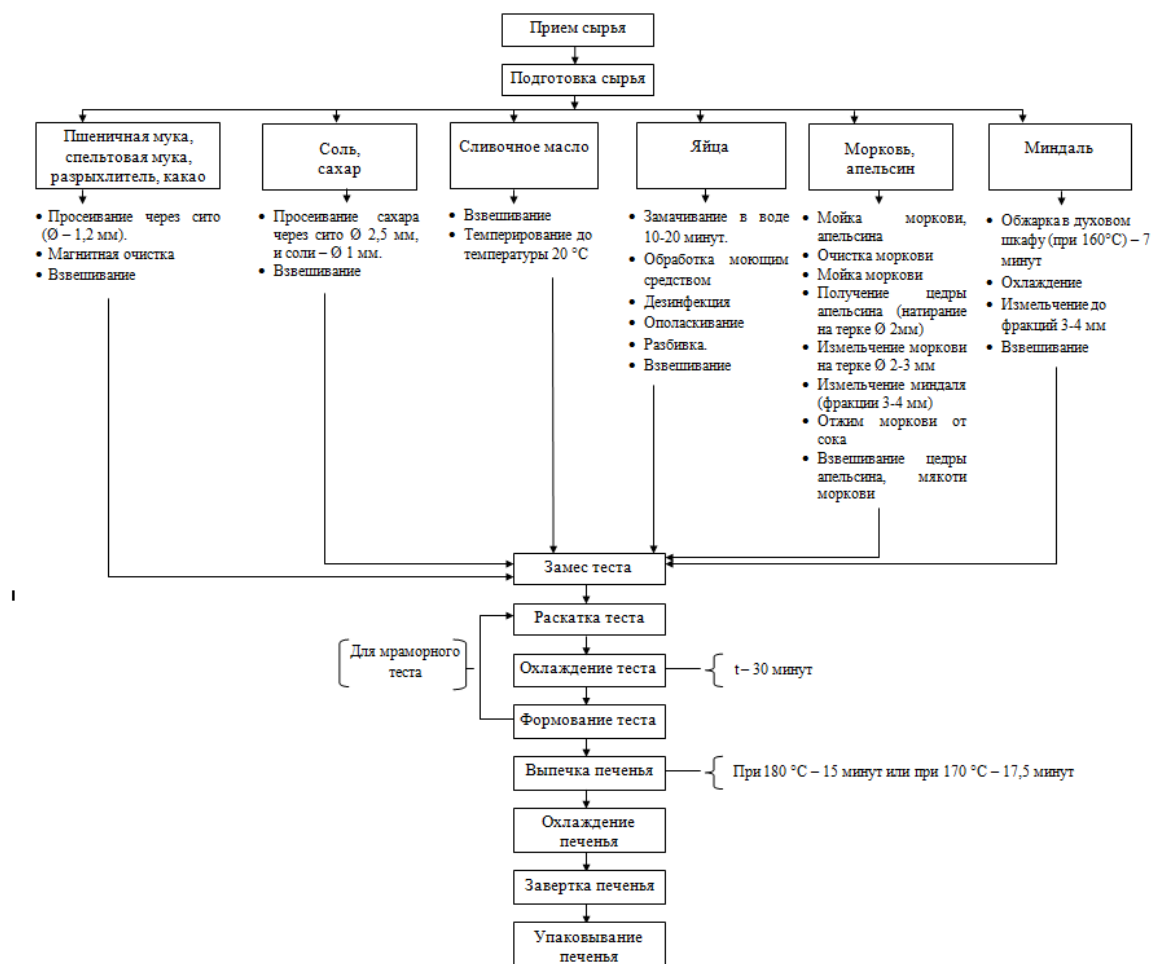 Прием сырья
Подготовка сырья
Пшеничная мука,
спельтовая мука,
разрыхлитель, какао
• Просеивание через сито
(Ø – 1,2 мм).
• Магнитная очистка
• Взвешивание
Соль,
сахар
• Просеивание сахара
через сито Ø 2,5 мм,
и соли – Ø 1 мм.
• Взвешивание
Сливочное масло
• Взвешивание
• Темперирование до
температуры 20 °C
Яйца
• Замачивание в воде
10-20 минут.
• Обработка моющим
средством
• Дезинфекция
• Ополаскивание
• Разбивка.
• Взвешивание
Морковь,
апельсин
• Мойка моркови,
апельсина
• Очистка моркови
• Мойка моркови
• Получение цедры
апельсина (натирание
на терке Ø 2мм)
• Измельчение моркови
на терке Ø 2-3 мм
• Измельчение миндаля
(фракции 3-4 мм)
• Отжим моркови от
сока
• Взвешивание цедры
апельсина, мякоти
моркови
Миндаль
• Обжарка в духовом
шкафу (при 160°C) – 7
минут
• Охлаждение
• Измельчение до
фракций 3-4 мм
• Взвешивание
Замес теста
Раскатка теста
Для мраморного
теста
Охлаждение теста
t – 30 минут
Формование теста
Выпечка печенья
При 180 °C – 15 минут или при 170 °C – 17,5 минут
Охлаждение
печенья
Завертка печенья
Упаковывание
печенья